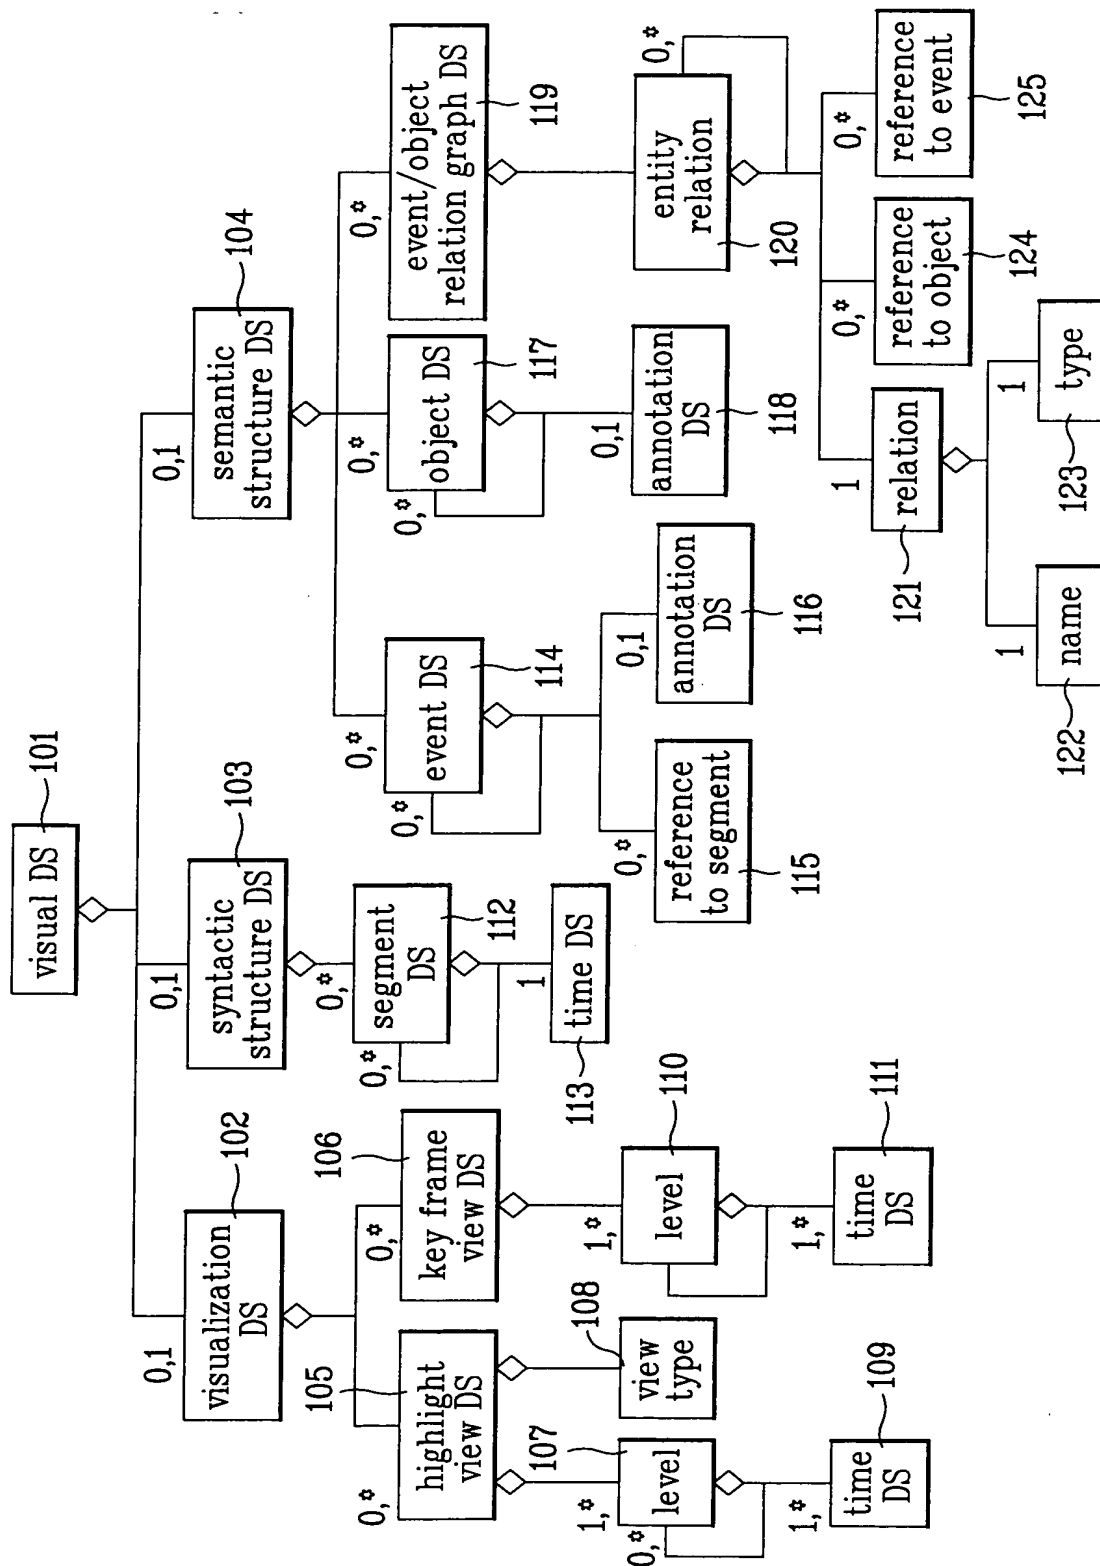 visual DS
101
0,1
visualization
DS
102
0,1
syntactic
structure DS
103
0,1
semantic
structure DS
104
0,*
highlight
view DS
105
0,*
key frame
view DS
106
1,*
0,*
level
107
view
type
108
1,*
time
DS
109
1,*
level
110
1,*
time
DS
111
0,*
0,*
segment
DS
112
1
time DS
113
0,*
0,*
event DS
114
0,*
reference
to segment
115
0,1
annotation
DS
116
0,*
0,*
object DS
117
0,1
annotation
DS
118
0,*
event/object
relation graph DS
119
0,*
entity
relation
120
1
relation
121
1
name
122
1
type
123
0,*
reference
to object
124
0,*
reference
to event
125